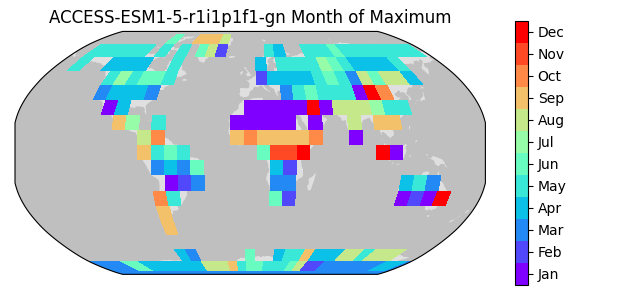 ACCESS-ESM1-5-r1i1p1f1-gn Month of Maximum
Dec
Nov
Oct
Sep
Aug
Jul
Jun
May
Apr
Mar
Feb
Jan